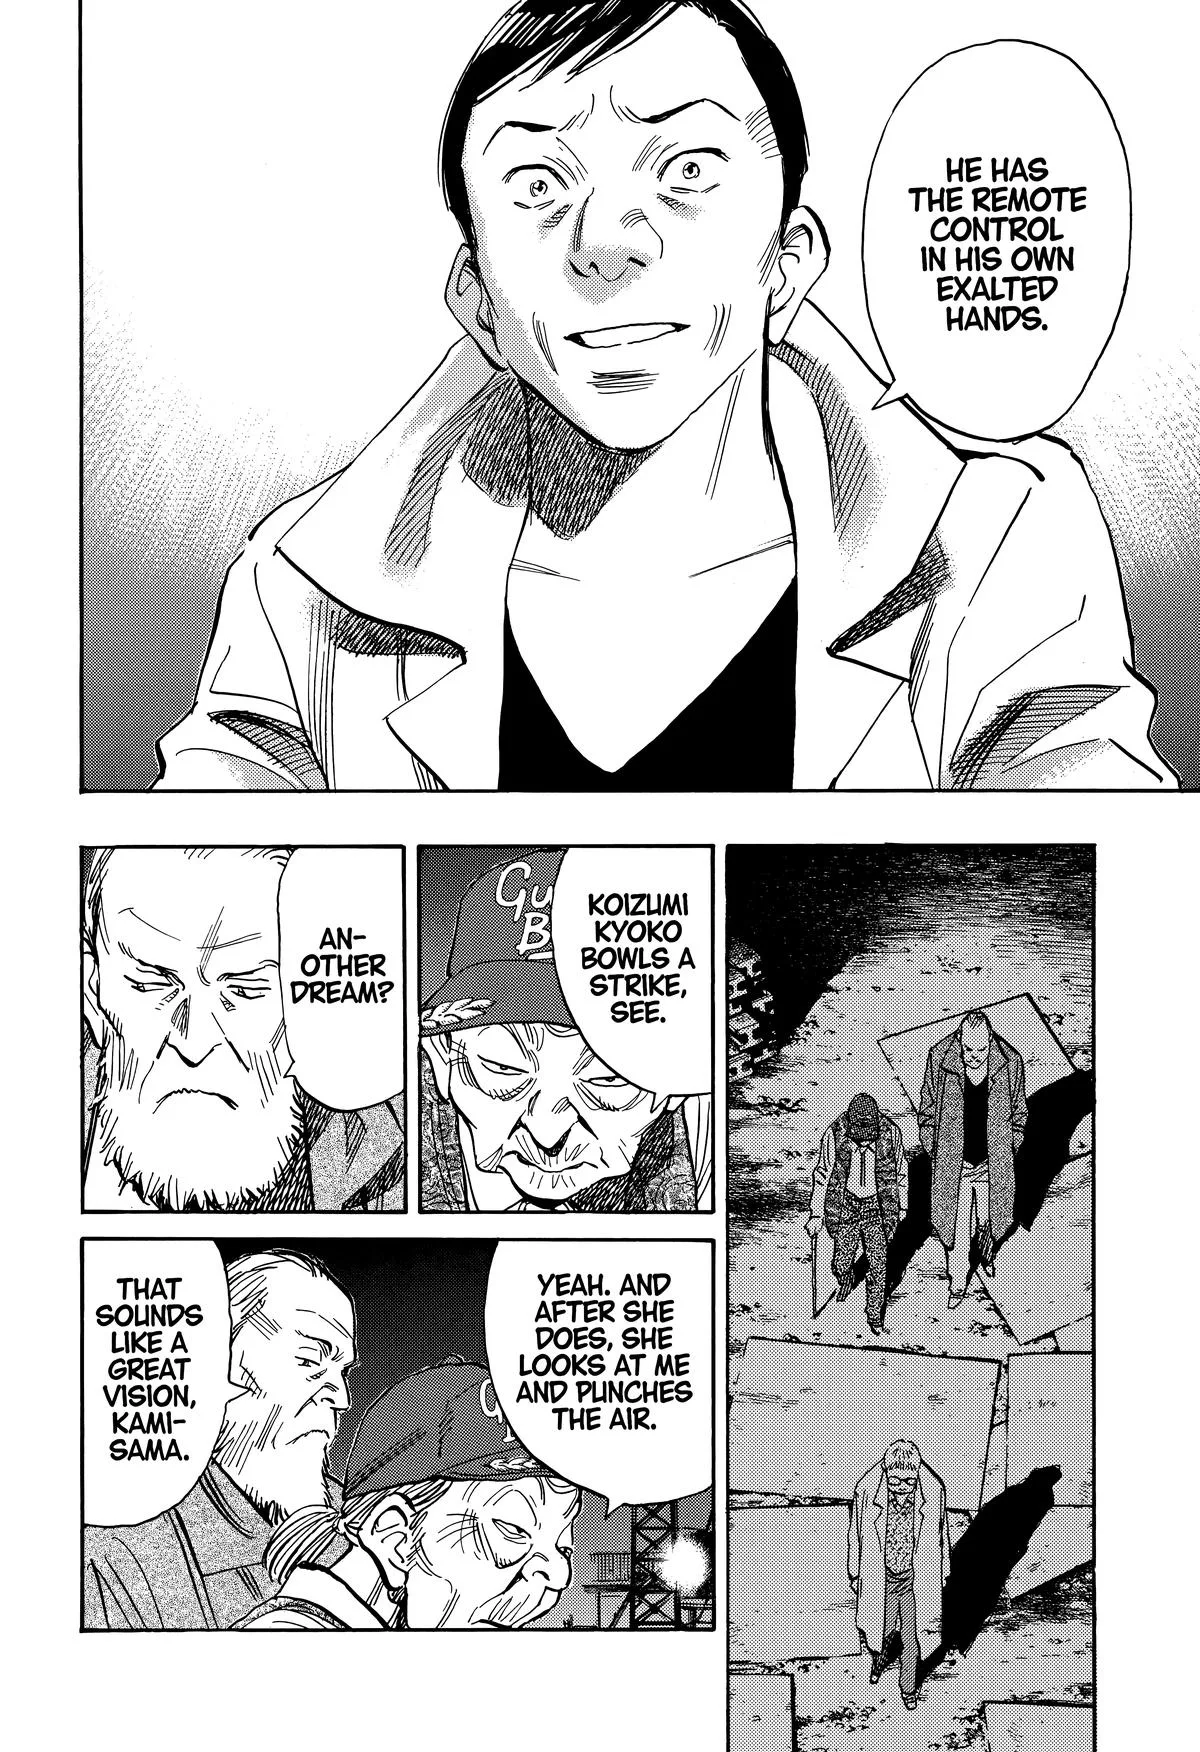 HE HAS
THE REMOTE
CONTROL
IN HIS OWN
EXALTED
HANDS.
KOIZUMI
KYOKO
BOWLS A
STRIKE,
SEE.
GU
B
AN-
OTHER
DREAM?
YEAH. AND
AFTER SHE
DOES, SHE
LOOKS AT ME
AND PUNCHES
THE AIR.
G
THAT
SOUNDS
LIKE A
GREAT
VISION,
KAMI-
SAMA.